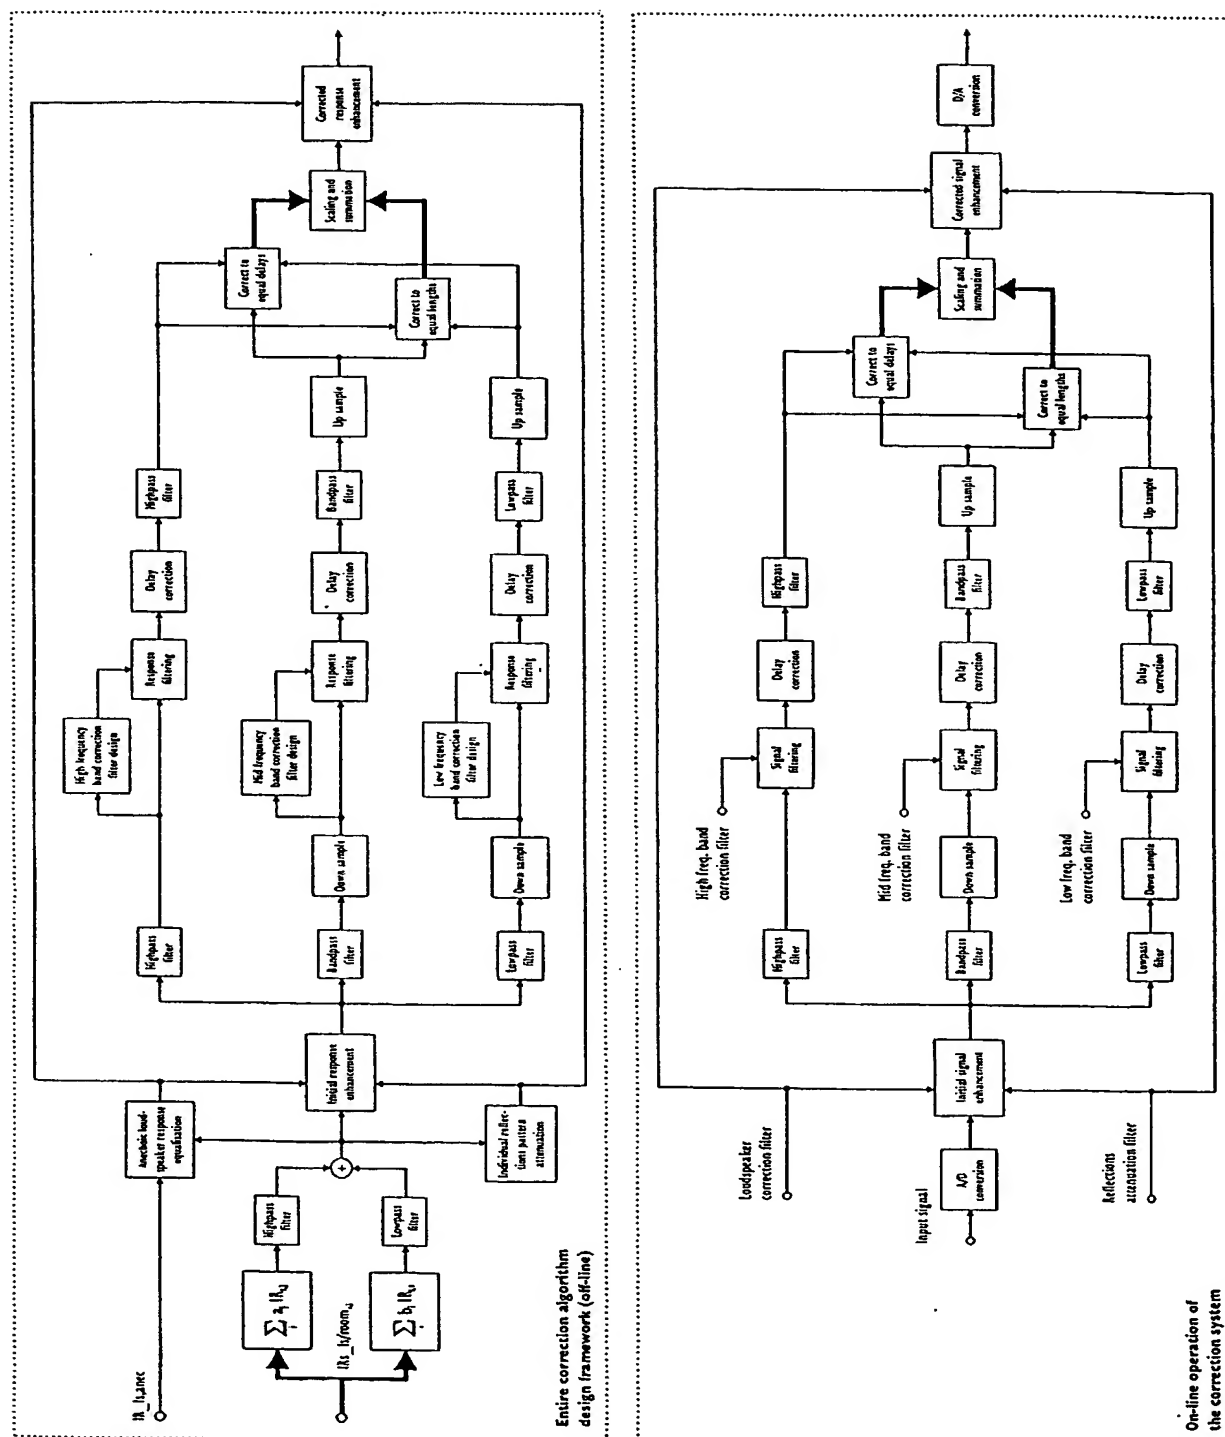 IR_ls,anec
IRs_ls/room,i
Σ aᵢ IRᵢ
i
Σ bᵢ IRᵢ
i
Highpass
filter
Lowpass
filter
+
Anechoic loud-
speaker response
equalization
Individual reflec-
tions pattern
attenuation
Initial response
enhancement
Highpass
filter
High frequency
band correction
filter design
Response
filtering
Delay
correction
Highpass
filter
Bandpass
filter
Down sample
Mid frequency
band correction
filter design
Response
filtering
Delay
correction
Bandpass
filter
Up sample
Lowpass
filter
Down sample
Low frequency
band correction
filter design
Response
filtering
Delay
correction
Lowpass
filter
Up sample
Correct to
equal delays
Correct to
equal lengths
Scaling and
summation
Corrected
response
enhancement
Entire correction algorithm
design framework (off-line)
Loudspeaker
correction filter
Input signal
A/D
conversion
Reflections
attenuation filter
Initial signal
enhancement
High freq. band
correction filter
Highpass
filter
Signal
filtering
Delay
correction
Highpass
filter
Mid freq. band
correction filter
Bandpass
filter
Down sample
Signal
filtering
Delay
correction
Bandpass
filter
Up sample
Low freq. band
correction filter
Lowpass
filter
Down sample
Signal
filtering
Delay
correction
Lowpass
filter
Up sample
Correct to
equal delays
Correct to
equal lengths
Scaling and
summation
Corrected signal
enhancement
D/A
conversion
On-line operation of
the correction system